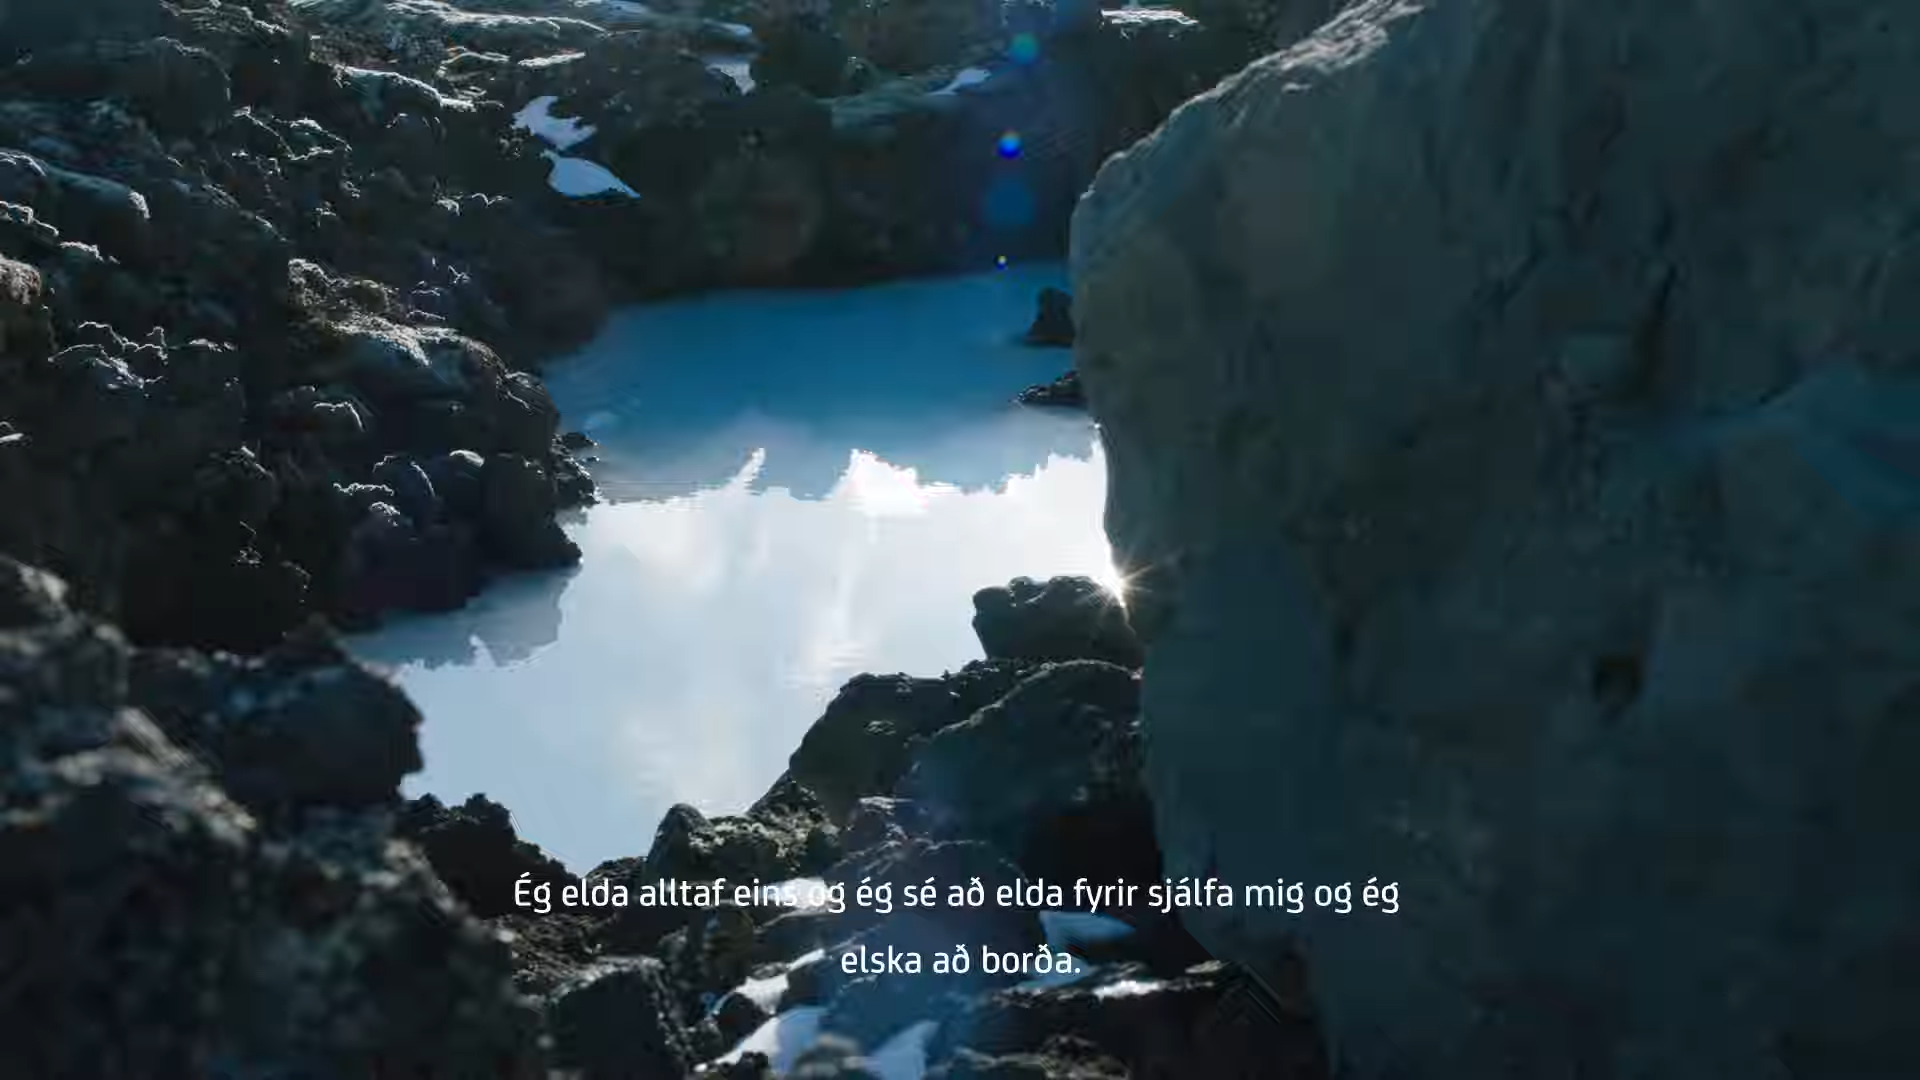 Ég elda alltaf eins og ég sé að elda fyrir sjálfa mig og ég
elska að borða.